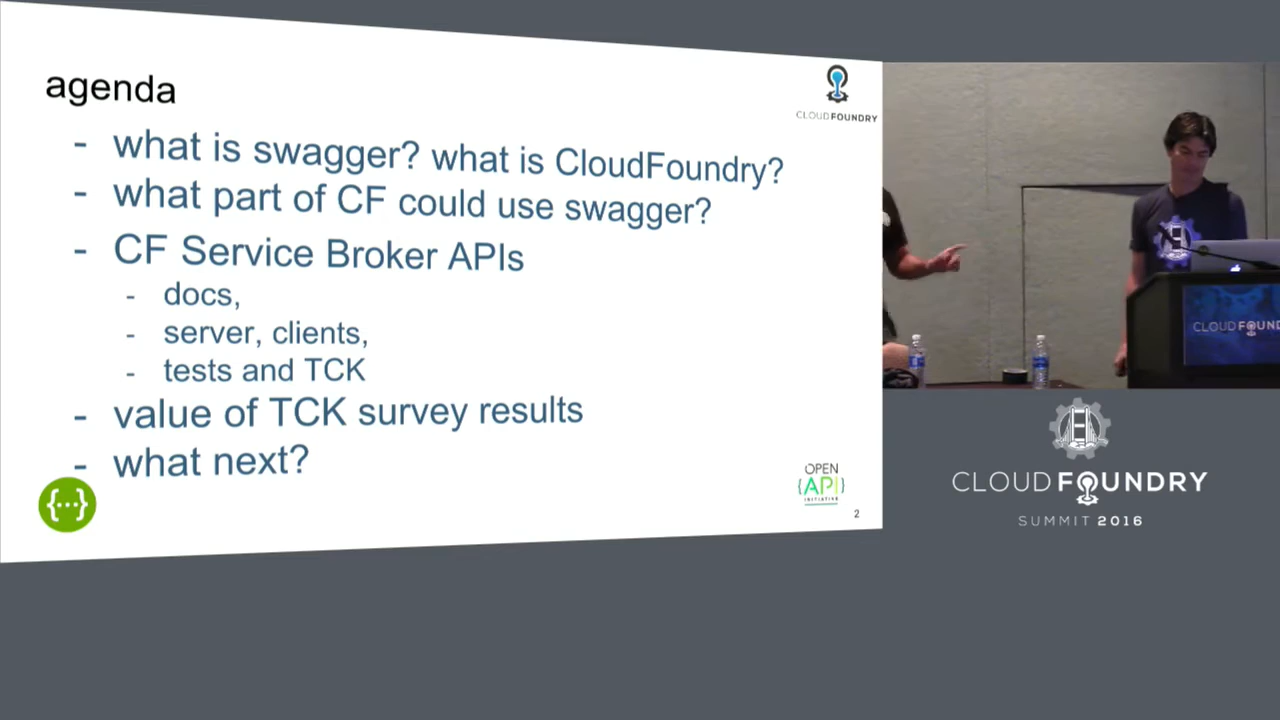 agenda
- what is swagger? what is CloudFoundry?
- what part of CF could use swagger?
- CF Service Broker APIs
- docs,
- server, clients,
- tests and TCK
- value of TCK survey results
- what next?
{...}
CLOUDFOUNDRY
OPEN
{API}
INITIATIVE
2
CLOUDFOUND
CLOUD FOUNDRY
SUMMIT 2016